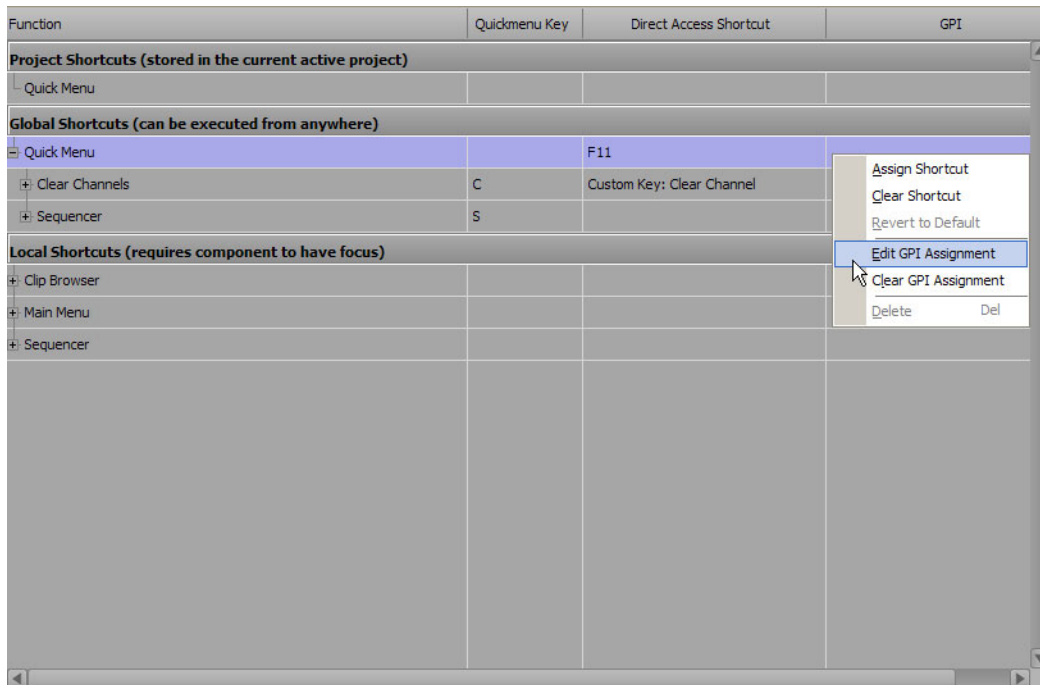 Function Quickmenu Key Direct Access Shortcut GPI
Project Shortcuts (stored in the current active project)
Quick Menu
Global Shortcuts (can be executed from anywhere)
Quick Menu F11
Clear Channels C Custom Key: Clear Channel
Sequencer S
Local Shortcuts (requires component to have focus)
Clip Browser
Main Menu
Sequencer
Assign Shortcut
Clear Shortcut
Revert to Default
Edit GPI Assignment
Clear GPI Assignment
Delete Del